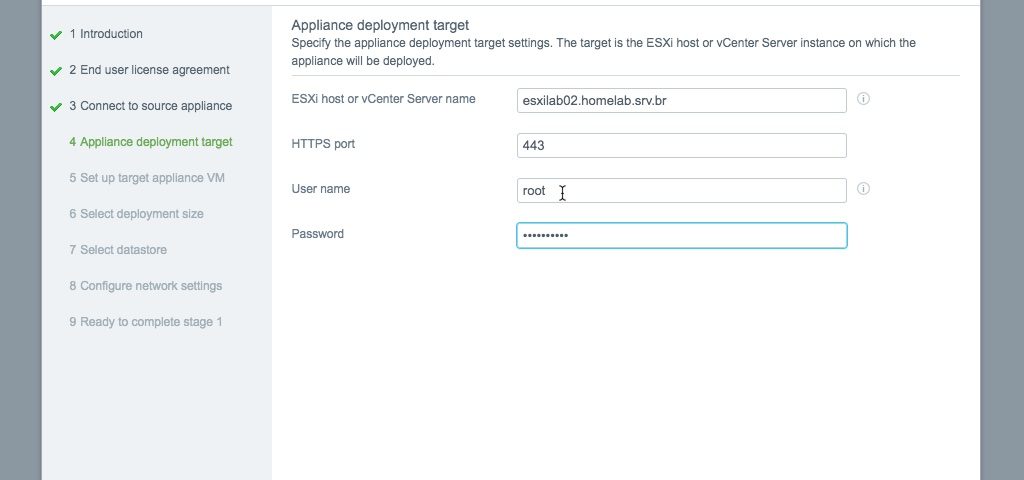 1 Introduction
2 End user license agreement
3 Connect to source appliance
4 Appliance deployment target
5 Set up target appliance VM
6 Select deployment size
7 Select datastore
8 Configure network settings
9 Ready to complete stage 1
Appliance deployment target
Specify the appliance deployment target settings. The target is the ESXi host or vCenter Server instance on which the
appliance will be deployed.
ESXi host or vCenter Server name esxilab02.homelab.srv.br
HTTPS port 443
User name root
Password ••••••••••